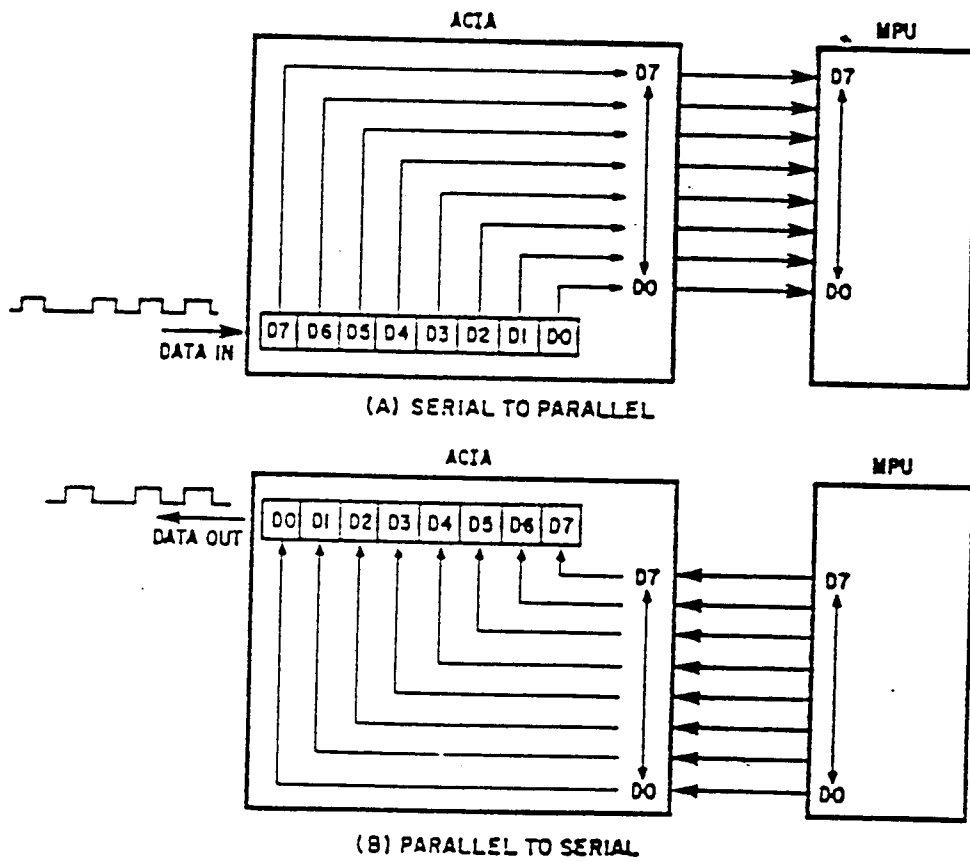 ACIA
MPU
D7
D7
D0
D0
DATA IN
D7 D6 D5 D4 D3 D2 D1 D0
(A) SERIAL TO PARALLEL
ACIA
MPU
DATA OUT
D0 D1 D2 D3 D4 D5 D6 D7
D7
D7
D0
D0
(B) PARALLEL TO SERIAL